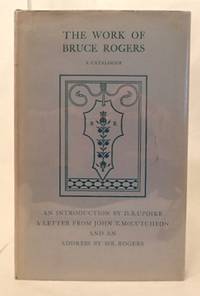 THE WORK OF
BRUCE ROGERS
A CATALOGUE
AN INTRODUCTION BY D.B.UPDIKE
A LETTER FROM JOHN T.McCUTCHEON
AND AN
ADDRESS BY MR. ROGERS